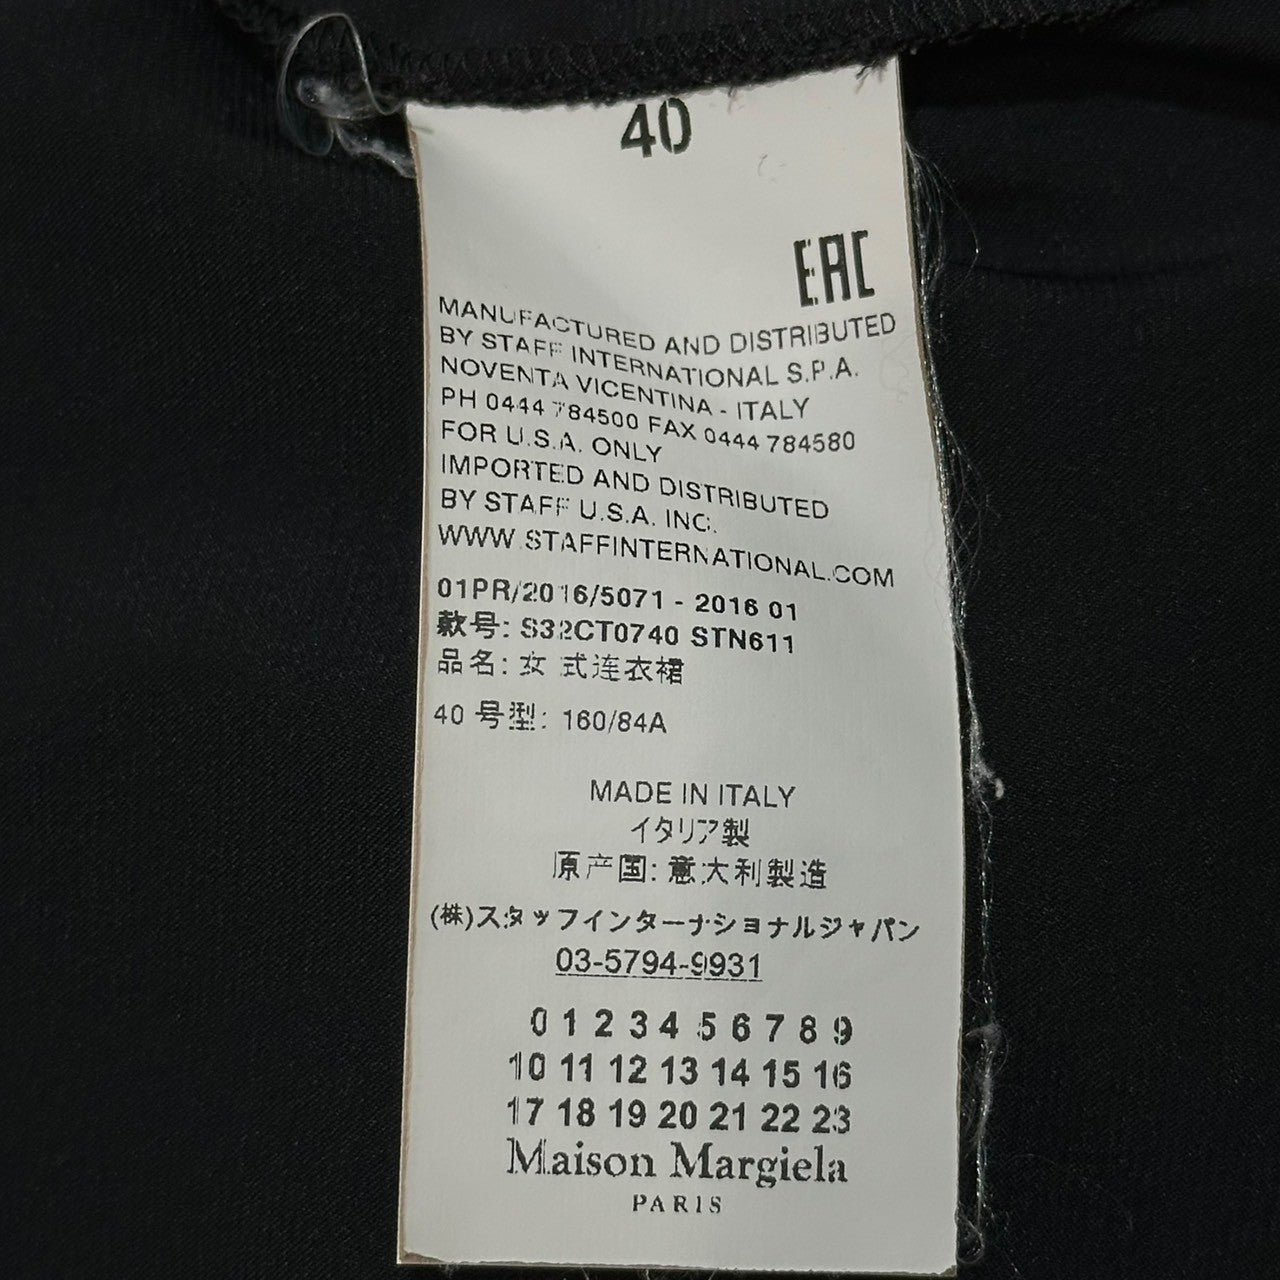 40
EAC
MANUFACTURED AND DISTRIBUTED
BY STAFF INTERNATIONAL S.P.A.
NOVENTA VICENTINA - ITALY
PH 0444 784500 FAX 0444 784580
FOR U.S.A. ONLY
IMPORTED AND DISTRIBUTED
BY STAFF U.S.A. INC.
WWW.STAFFINTERNATIONAL.COM
01PR/2016/5071 - 2016 01
款号: S32CT0740 STN611
品名: 女 式连衣裙
40 号型: 160/84A
MADE IN ITALY
イタリア製
原产国: 意大利製造
(株)スタッフインターナショナルジャパン
03-5794-9931
0 1 2 3 4 5 6 7 8 9
10 11 12 13 14 15 16
17 18 19 20 21 22 23
Maison Margiela
PARIS